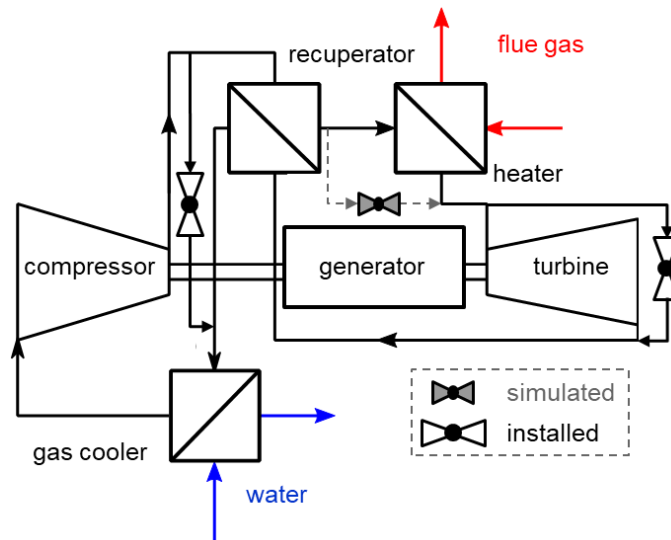 recuperator
flue gas
heater
compressor
generator
turbine
simulated
installed
gas cooler
water